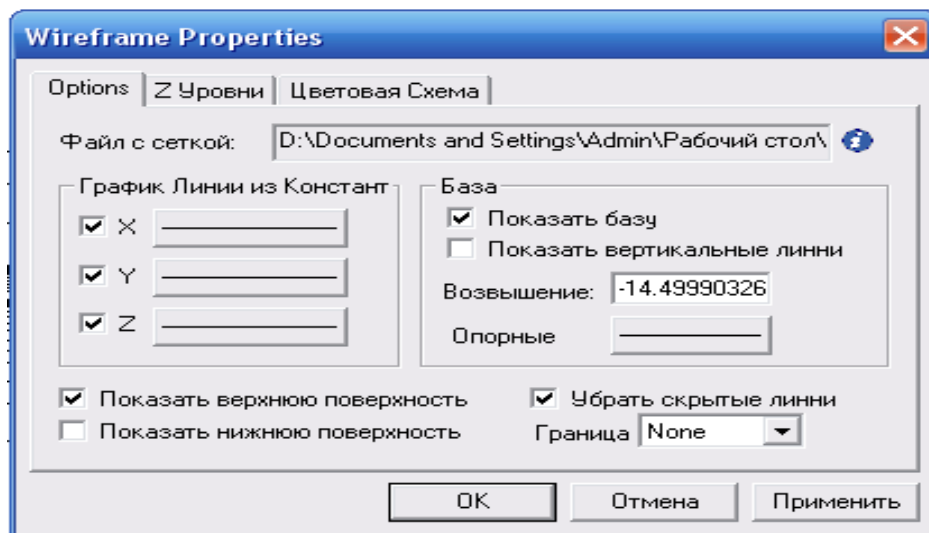 Wireframe Properties
Options Z Уровни Цветовая Схема
Файл с сеткой: D:\Documents and Settings\Admin\Рабочий стол\
График Линии из Констант
X
Y
Z
База
Показать базу
Показать вертикальные линни
Возвышение: -14.49990326
Опорные
Показать верхнюю поверхность
Убрать скрытые линни
Показать нижнюю поверхность
Граница None
OK Отмена Применить